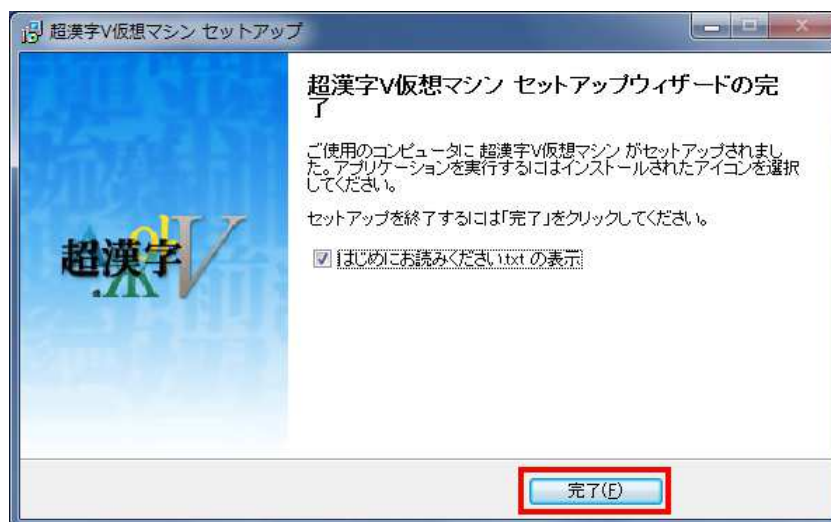 超漢字V仮想マシン セットアップ
超漢字V仮想マシン セットアップウィザードの完
了
ご使用のコンピュータに 超漢字V仮想マシン がセットアップされまし
た。アプリケーションを実行するにはインストールされたアイコンを選択
してください。
セットアップを終了するには「完了」をクリックしてください。
はじめにお読みください.txt の表示
超漢字V
完了(F)